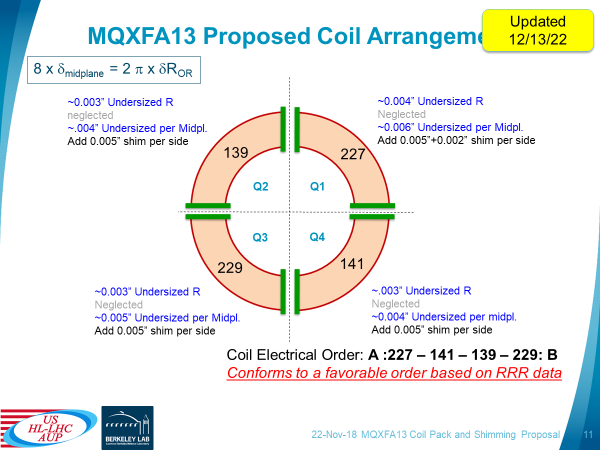 MQXFA13 Proposed Coil Arrangeme
Updated
12/13/22
8 x δmidplane = 2 π x δROR
~0.003” Undersized R
neglected
~.004” Undersized per Midpl.
Add 0.005” shim per side
~0.004” Undersized R
Neglected
~0.006” Undersized per Midpl.
Add 0.005”+0.002” shim per side
139
227
Q2
Q1
Q3
Q4
229
141
~0.003” Undersized R
Neglected
~0.005” Undersized per Midpl.
Add 0.005” shim per side
~.003” Undersized R
Neglected
~0.004” Undersized per midpl.
Add 0.005” shim per side
Coil Electrical Order: A :227 – 141 – 139 – 229: B
Conforms to a favorable order based on RRR data
US
HL-LHC
AUP
BERKELEY LAB
22-Nov-18 MQXFA13 Coil Pack and Shimming Proposal
11